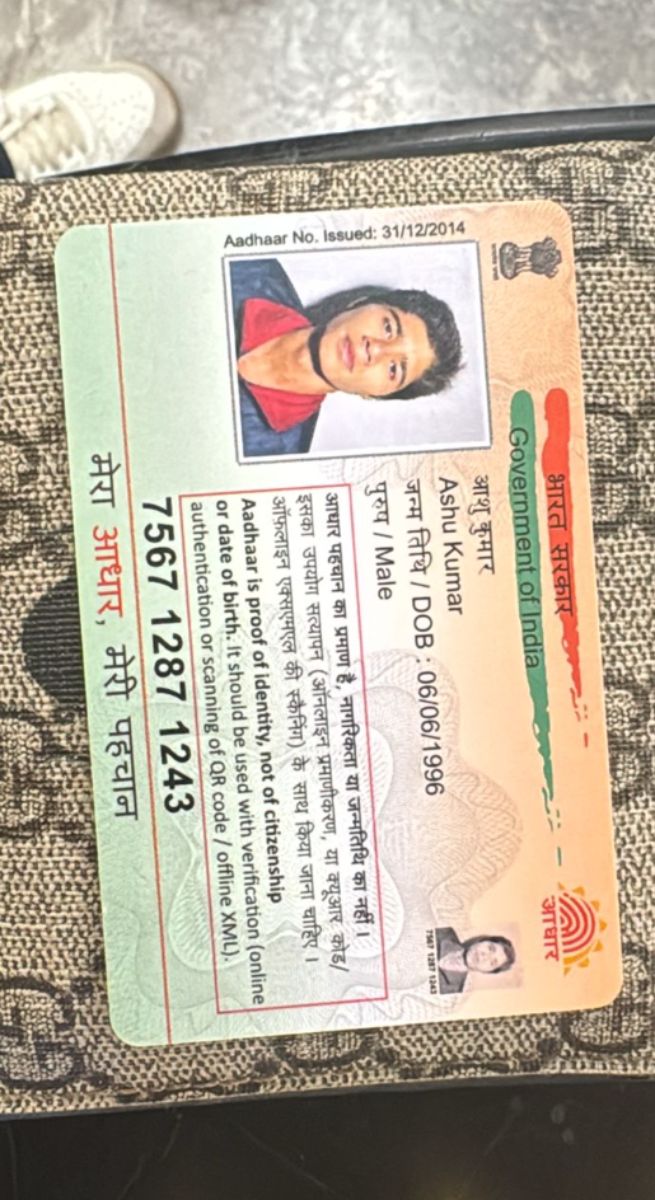 भारत सरकार
Government of India
Aadhaar No. Issued: 31/12/2014
आशु कुमार
Ashu Kumar
जन्म तिथि / DOB : 06/06/1996
पुरुष / Male
7567 1287 1243
आधार पहचान का प्रमाण है, नागरिकता या जन्मतिथि का नहीं।
इसका उपयोग सत्यापन (ऑनलाइन प्रमाणीकरण, या क्यूआर कोड/
ऑफलाइन एक्सएमएल की स्कैनिंग) के साथ किया जाना चाहिए।
Aadhaar is proof of identity, not of citizenship
or date of birth. It should be used with verification (online
authentication or scanning of QR code / offline XML).
7567 1287 1243
मेरा आधार, मेरी पहचान
आधार